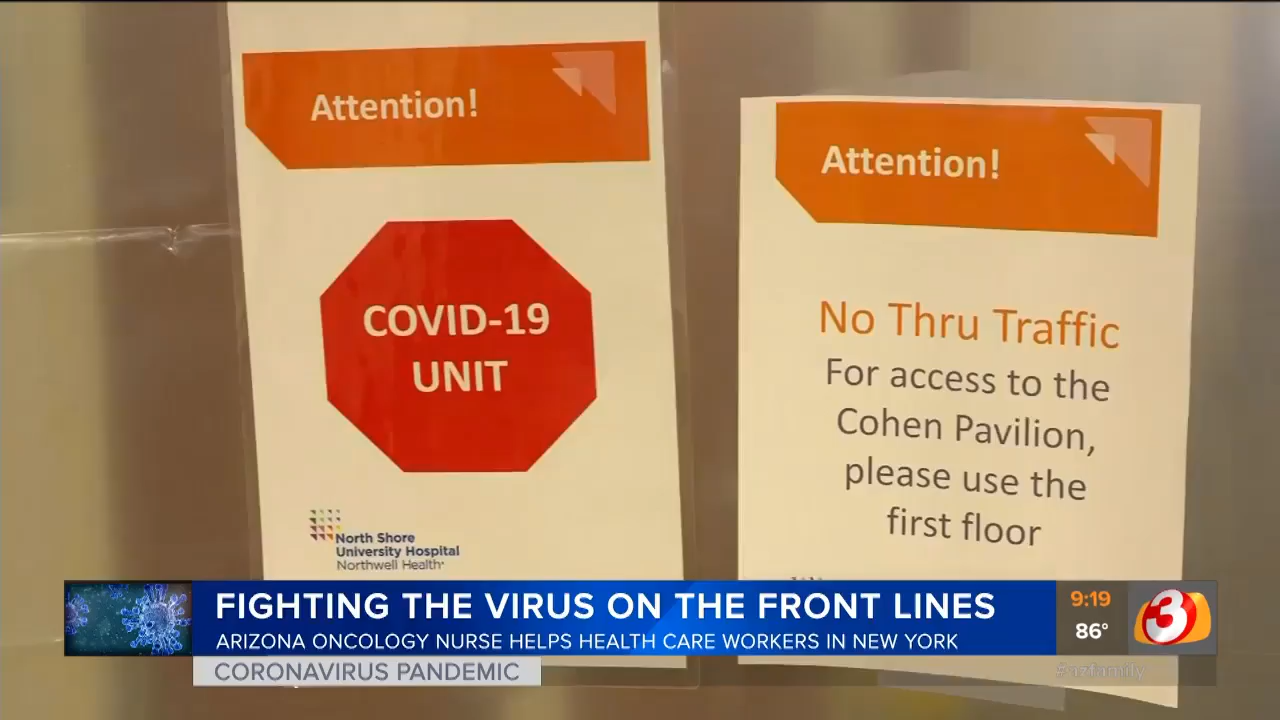 Attention!
COVID-19
UNIT
North Shore
University Hospital
Northwell Health
Attention!
No Thru Traffic
For access to the
Cohen Pavilion,
please use the
first floor
FIGHTING THE VIRUS ON THE FRONT LINES
ARIZONA ONCOLOGY NURSE HELPS HEALTH CARE WORKERS IN NEW YORK
CORONAVIRUS PANDEMIC
9:19
86°
3
#azfamily